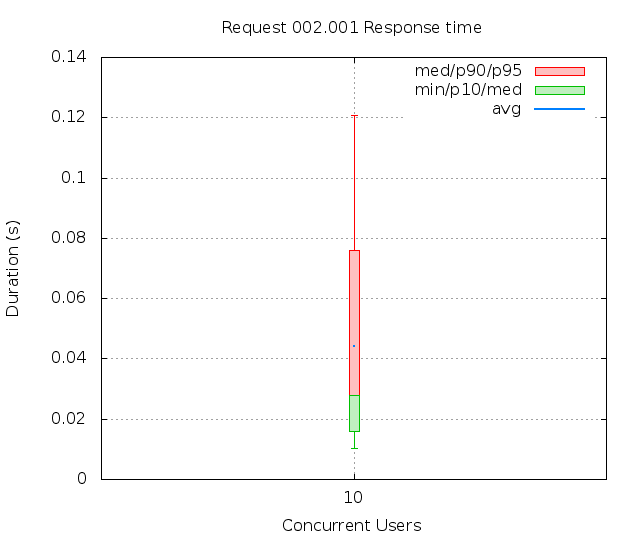 Request 002.001 Response time
0.14
med/p90/p95
min/p10/med
avg
0.12
0.1
0.08
0.06
0.04
0.02
0
Duration (s)
10
Concurrent Users